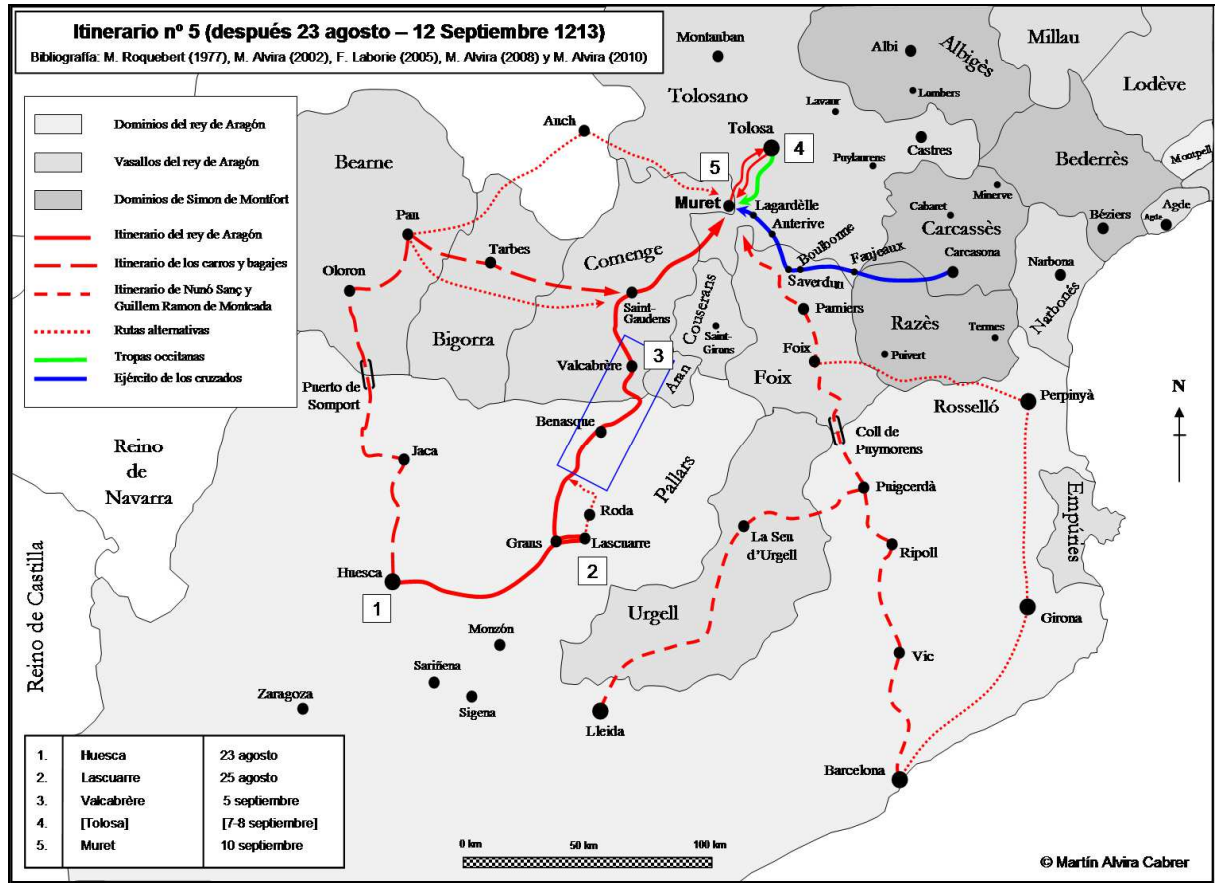 Itinerario nº 5 (después 23 agosto – 12 Septiembre 1213)
Bibliografía: M. Roquebert (1977), M. Alvira (2002), F. Laborie (2005), M. Alvira (2008) y M. Alvira (2010)
Dominios del rey de Aragón
Vasallos del rey de Aragón
Dominios de Simon de Montfort
Itinerario del rey de Aragón
Itinerario de los carros y bagajes
Itinerario de Nunó Sanç y
Guillem Ramon de Montcada
Rutas alternativas
Tropas occitanas
Ejército de los cruzados
Montauban
Albi
Albigès
Millau
Lodève
Tolosano
Lavaur
Lombers
Auch
Tolosa
4
5
Castres
Puylaurens
Bearne
Bederrès
Montpell
Muret
Lagardèlle
Auterive
Minerve
Cabaret
Carcassès
Carcasona
Béziers
Agde
Agde
Pau
Tarbes
Comenge
Boulbonne
Fanjeaux
Saverdun
Narbona
Narbonés
Oloron
Saint-
Gaudens
Couserans
Pamiers
Razès
Termes
Bigorra
Saint-
Girons
Foix
Puivert
Valcabrère
3
Aran
Foix
Puerto de
Somport
Rosselló
Perpinyà
N
Benasque
Coll de
Puymorens
Reino
de
Navarra
Jaca
Pallars
Puigcerdà
Empúries
Roda
Graus
Lascuarre
La Seu
d'Urgell
Ripoll
2
Huesca
1
Urgell
Girona
Reino de Castilla
Monzón
Vic
Sariñena
Sigena
Zaragoza
Lleida
Barcelona
1. Huesca 23 agosto
2. Lascuarre 25 agosto
3. Valcabrère 5 septiembre
4. [Tolosa] [7-8 septiembre]
5. Muret 10 septiembre
0 km 50 km 100 km
© Martín Alvira Cabrer